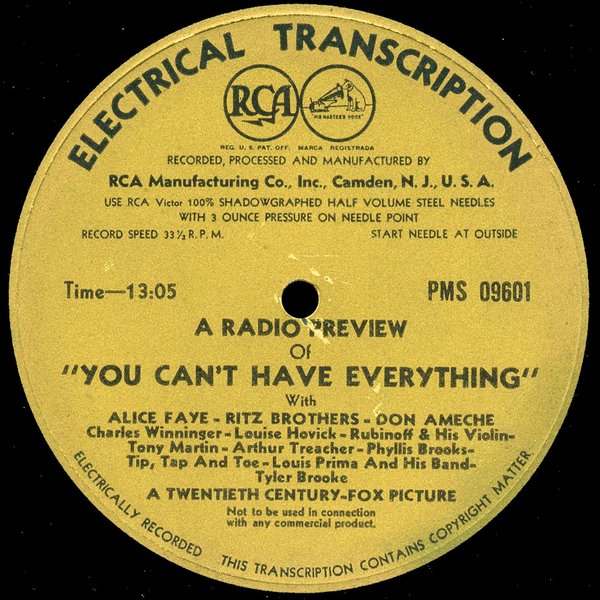 ELECTRICAL TRANSCRIPTION
RCA
"HIS MASTER'S VOICE"
REG. U. S. PAT. OFF. MARCA REGISTRADA
RECORDED, PROCESSED AND MANUFACTURED BY
RCA Manufacturing Co., Inc., Camden, N. J., U. S. A.
USE RCA Victor 100% SHADOWGRAPHED HALF VOLUME STEEL NEEDLES
WITH 3 OUNCE PRESSURE ON NEEDLE POINT
RECORD SPEED 33 1/3 R. P. M. START NEEDLE AT OUTSIDE
Time—13:05 PMS 09601
A RADIO PREVIEW
Of
"YOU CAN'T HAVE EVERYTHING"
With
ALICE FAYE - RITZ BROTHERS - DON AMECHE
Charles Winninger - Louise Hovick - Rubinoff & His Violin-
Tony Martin - Arthur Treacher - Phyllis Brooks-
Tip, Tap And Toe - Louis Prima And His Band-
Tyler Brooke
A TWENTIETH CENTURY-FOX PICTURE
Not to be used in connection
with any commercial product.
ELECTRICALLY RECORDED THIS TRANSCRIPTION CONTAINS COPYRIGHT MATTER